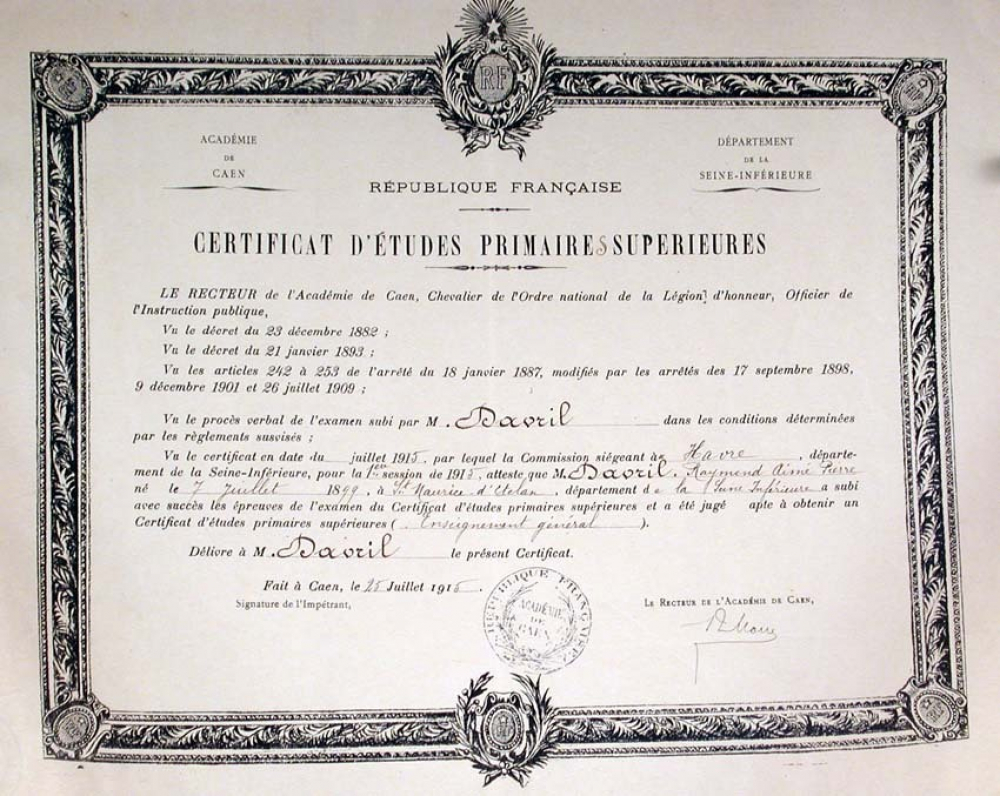 RF
ACADÉMIE
DE
CAEN
DÉPARTEMENT
DE LA
SEINE-INFÉRIEURE
RÉPUBLIQUE FRANÇAISE
CERTIFICAT D'ÉTUDES PRIMAIRES SUPERIEURES
LE RECTEUR de l'Académie de Caen, Chevalier de l'Ordre national de la Légion d'honneur, Officier de
l'Instruction publique,
Vu le décret du 23 décembre 1882 ;
Vu le décret du 21 janvier 1893 ;
Vu les articles 242 à 253 de l'arrêté du 18 janvier 1887, modifiés par les arrêtés des 17 septembre 1898,
9 décembre 1901 et 26 juillet 1909 ;
Vu le procès verbal de l'examen subi par M. Davril dans les conditions déterminées
par les règlements susvisés ;
Vu le certificat en date du juillet 1915, par lequel la Commission siégeant à Havre, départe-
ment de la Seine-Inférieure, pour la 1ère session de 1915, atteste que M. Davril, Raymond Aimé Pierre
né le 7 juillet 1899, à St Maurice d'Etelan, département de la Seine Inférieure a subi
avec succès les épreuves de l'examen du Certificat d'études primaires supérieures et a été jugé apte à obtenir un
Certificat d'études primaires supérieures (Enseignement général).
Délivre à M. Davril le présent Certificat.
Fait à Caen, le 25 Juillet 1915.
Signature de l'Impétrant,
LE RECTEUR DE L'ACADÉMIE DE CAEN,
RÉPUBLIQUE FRANÇAISE
ACADÉMIE
DE
CAEN